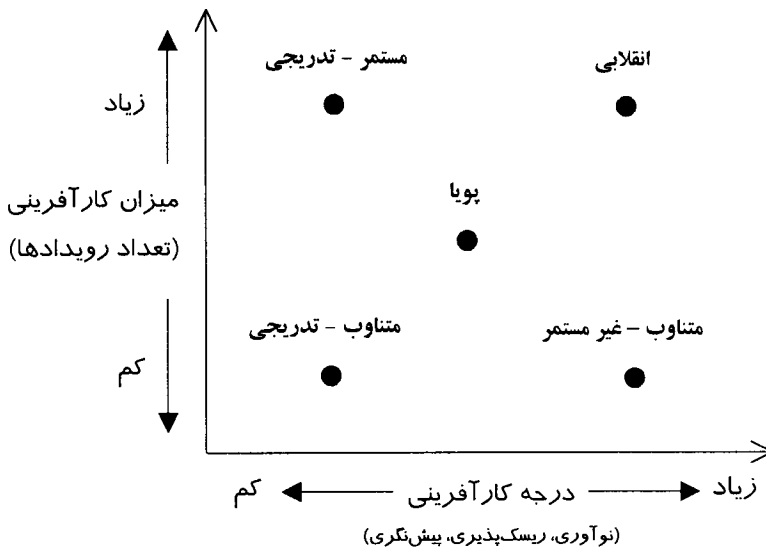 انقلابی
مستمر - تدریجی
زیاد
پویا
میزان کارآفرینی
(تعداد رویدادها)
متناوب - غیر مستمر
متناوب - تدریجی
کم
زیاد
درجه کارآفرینی
کم
(نوآوری، ریسک‌پذیری، پیش‌نگری)